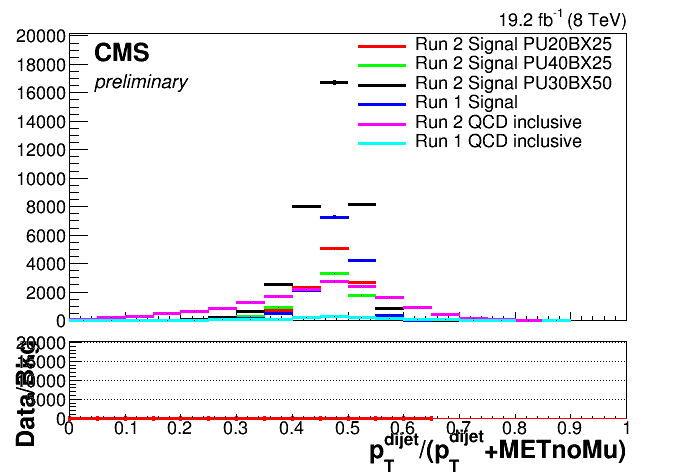 19.2 fb⁻¹ (8 TeV)
CMS
preliminary
Run 2 Signal PU20BX25
Run 2 Signal PU40BX25
Run 2 Signal PU30BX50
Run 1 Signal
Run 2 QCD inclusive
Run 1 QCD inclusive
20000
18000
16000
14000
12000
10000
8000
6000
4000
2000
0
Data/Bkg
20000
15000
10000
5000
0
0 0.1 0.2 0.3 0.4 0.5 0.6 0.7 0.8 0.9 1
p_T^dijet/(p_T^dijet+METnoMu)